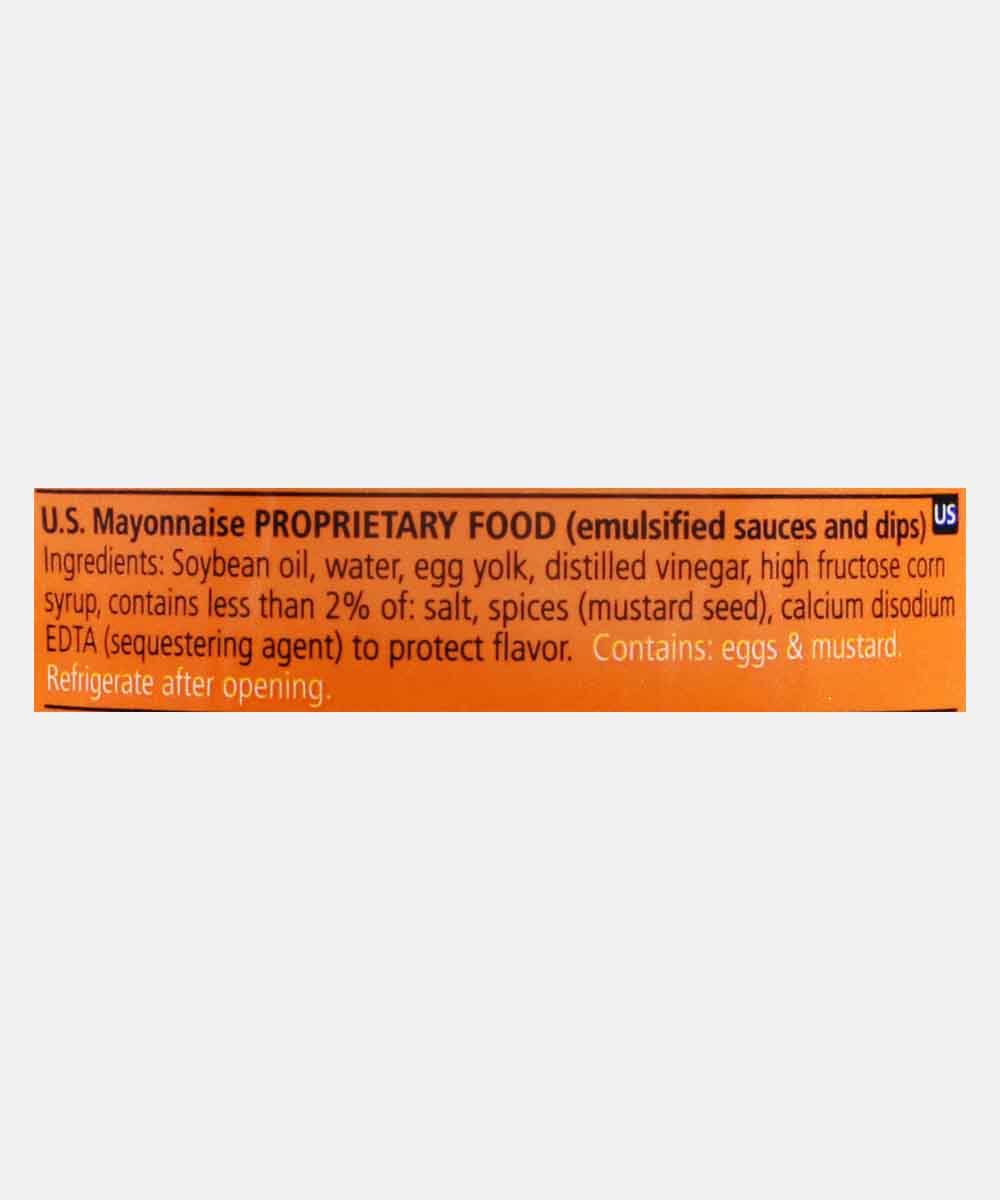 U.S. Mayonnaise PROPRIETARY FOOD (emulsified sauces and dips) US
Ingredients: Soybean oil, water, egg yolk, distilled vinegar, high fructose corn
syrup, contains less than 2% of: salt, spices (mustard seed), calcium disodium
EDTA (sequestering agent) to protect flavor. Contains: eggs & mustard.
Refrigerate after opening.